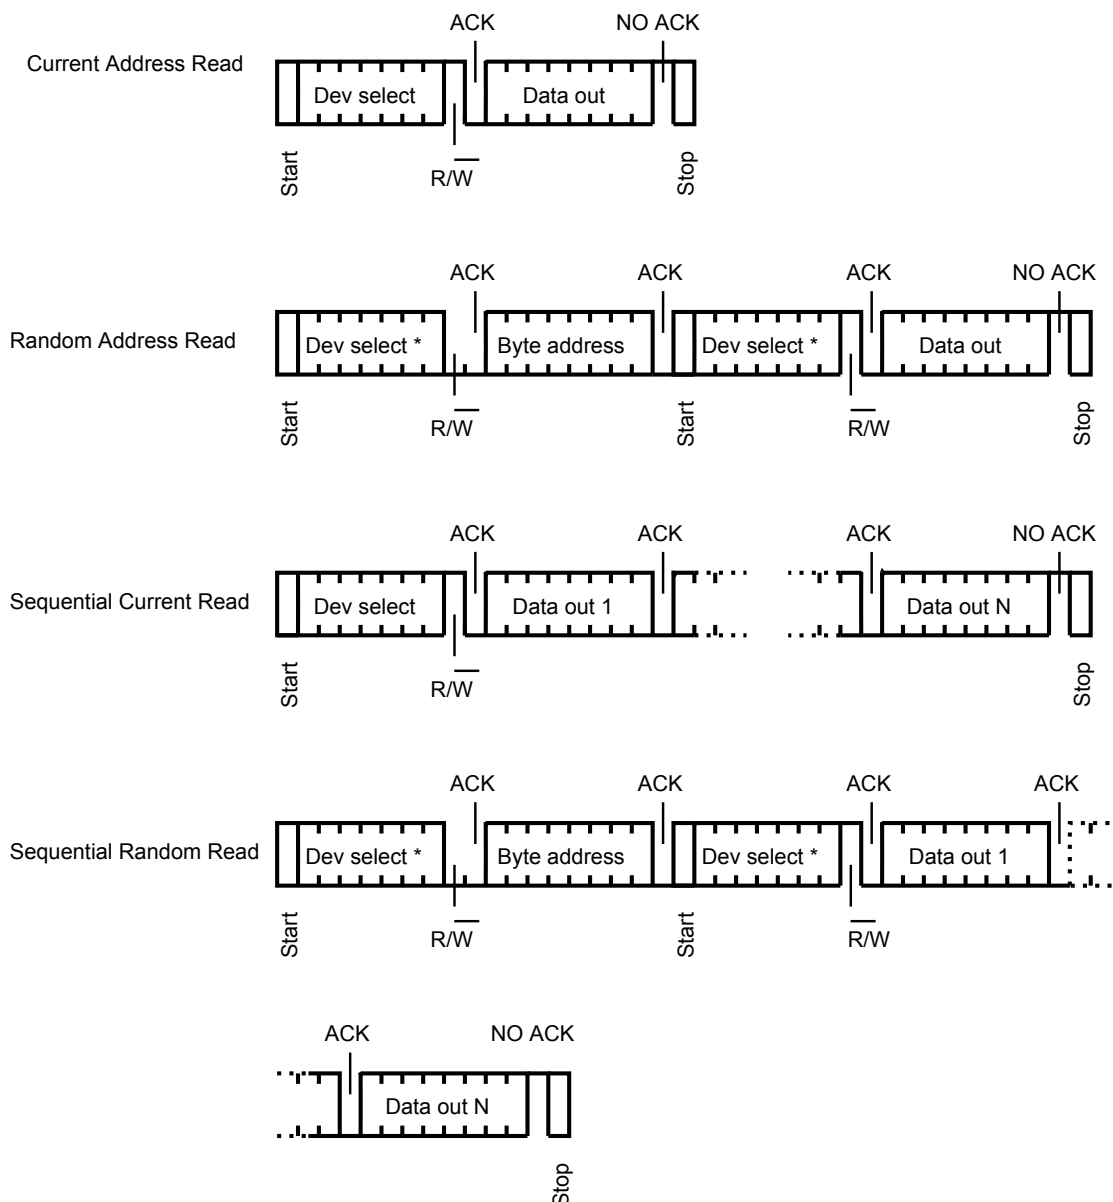 ACK NO ACK
Current Address Read
Dev select Data out
Start R/W̅ Stop
ACK ACK ACK NO ACK
Random Address Read
Dev select * Byte address Dev select * Data out
Start R/W̅ Start R̅/W Stop
ACK ACK ACK NO ACK
Sequential Current Read
Dev select Data out 1 Data out N
Start R/W̅ Stop
ACK ACK ACK ACK
Sequential Random Read
Dev select * Byte address Dev select * Data out 1
Start R/W̅ Start R̅/W
ACK NO ACK
Data out N
Stop